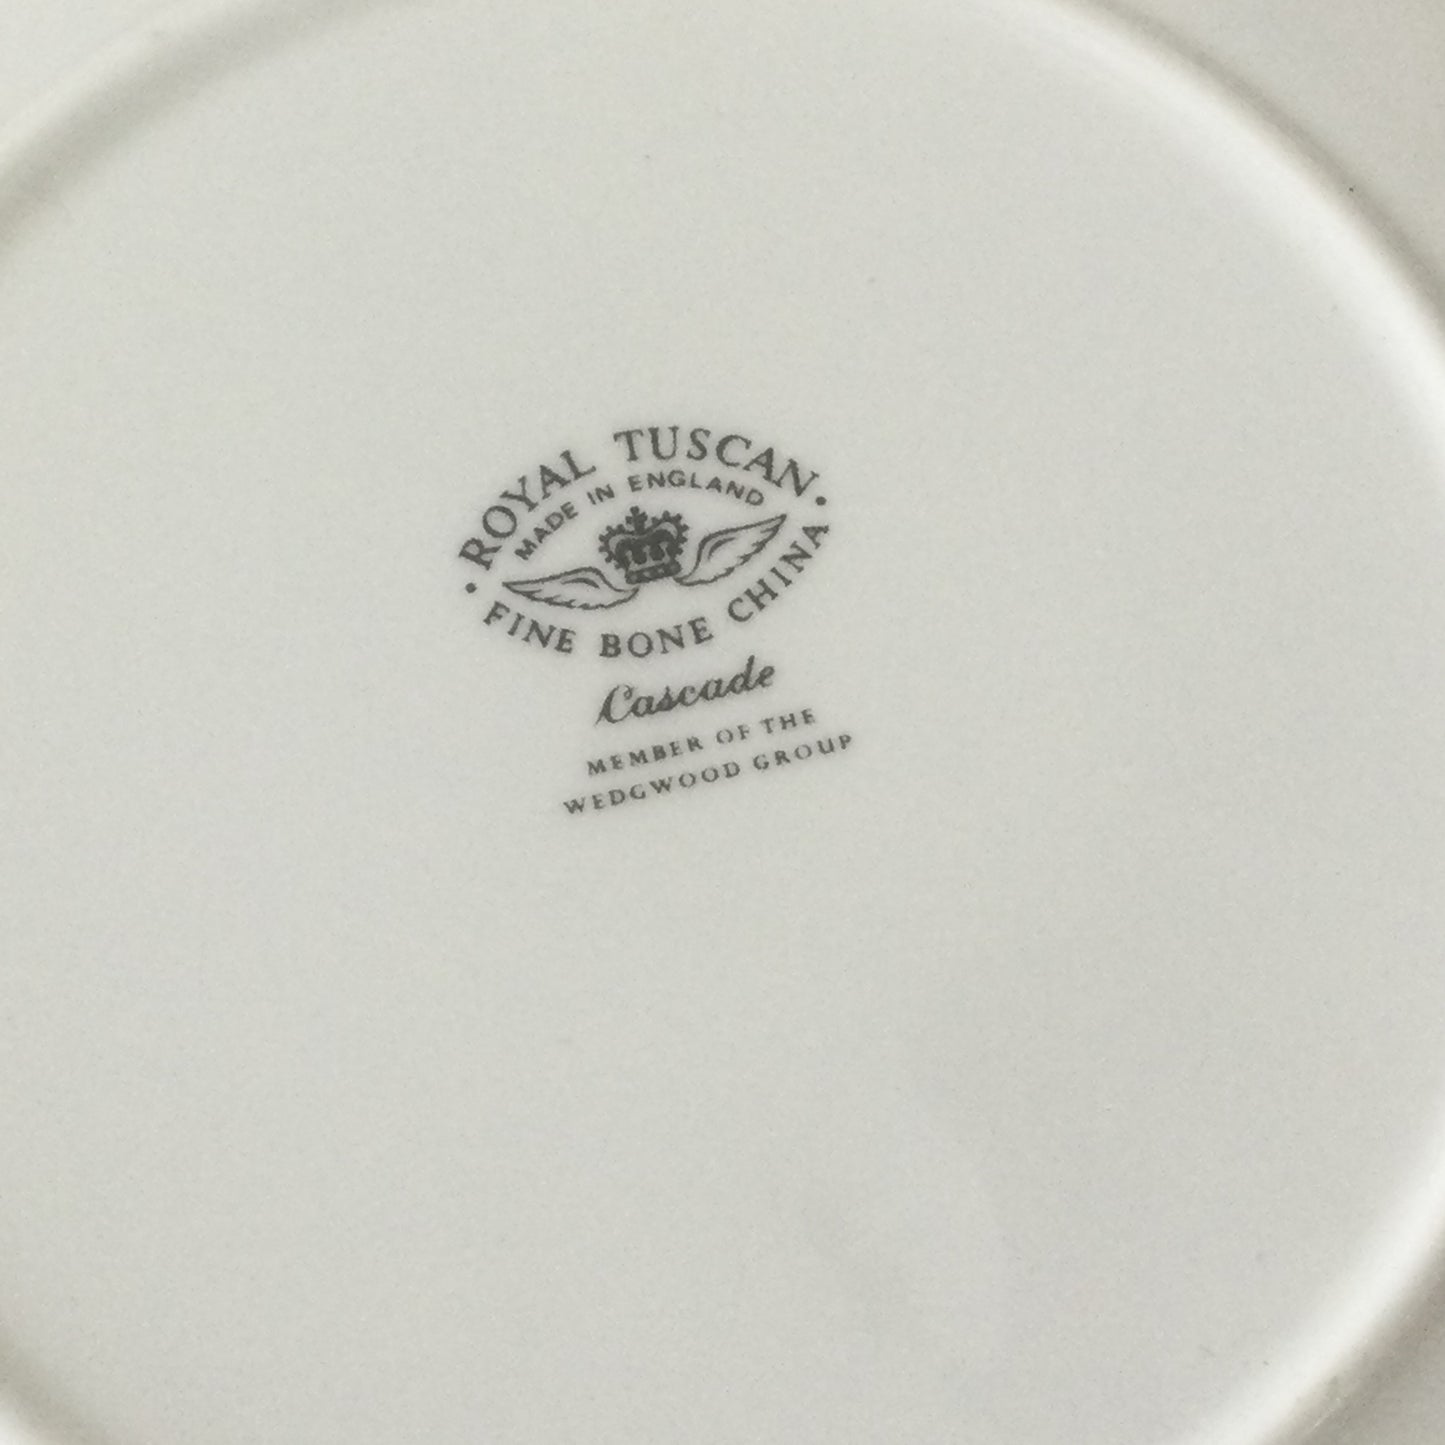 · ROYAL TUSCAN ·
MADE IN ENGLAND
FINE BONE CHINA
Cascade
MEMBER OF THE
WEDGWOOD GROUP